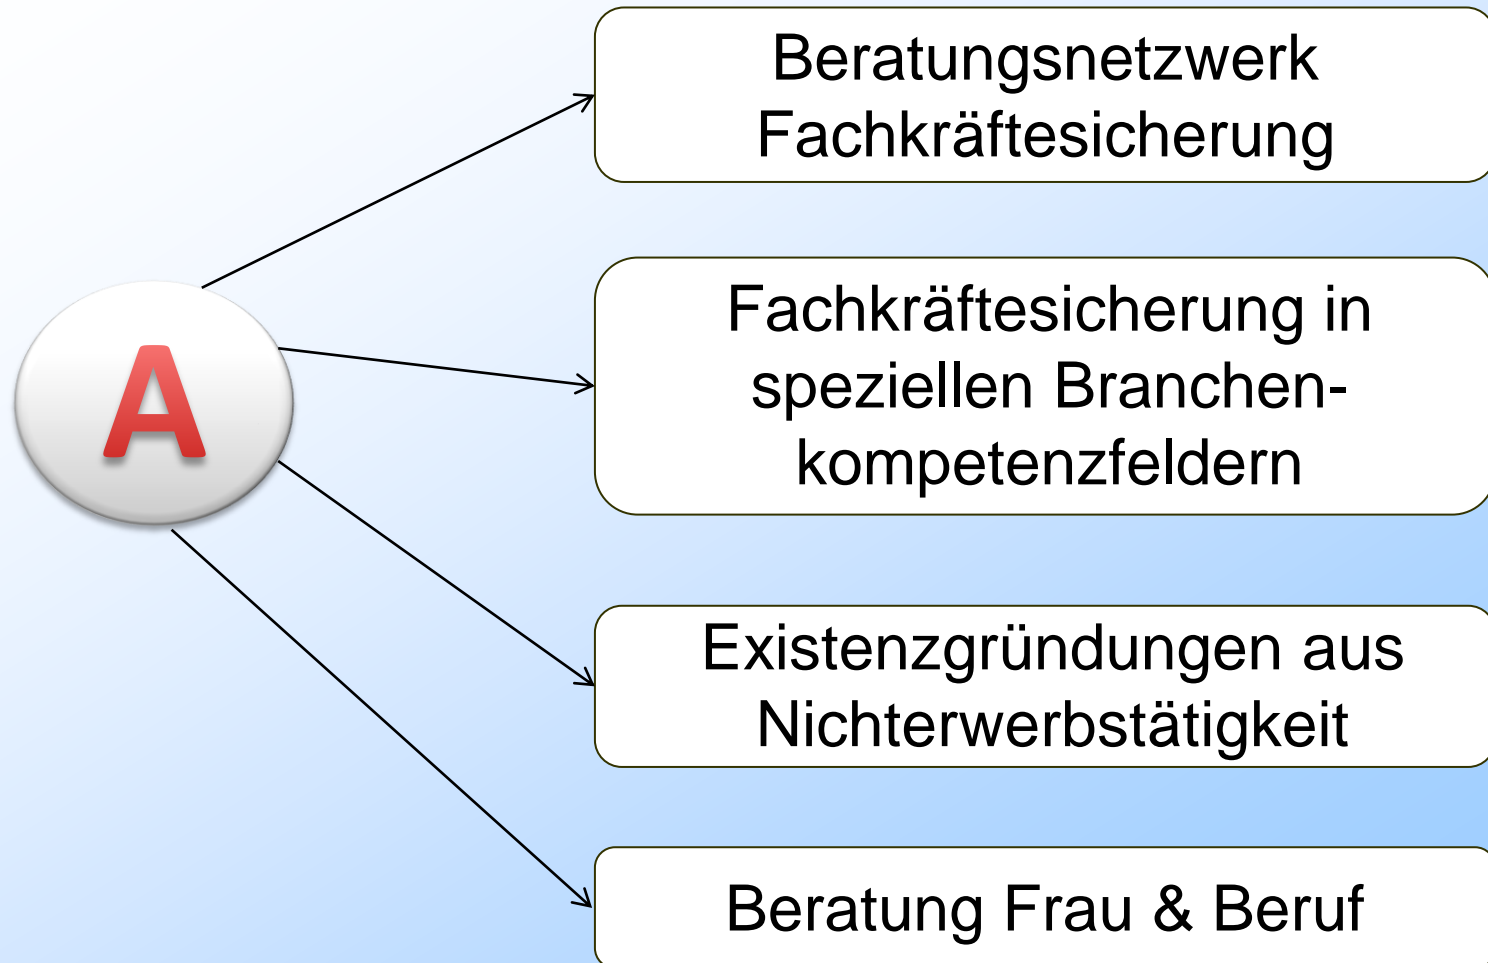 Beratungsnetzwerk
Fachkräftesicherung
A
Fachkräftesicherung in
speziellen Branchen-
kompetenzfeldern
Existenzgründungen aus
Nichterwerbstätigkeit
Beratung Frau & Beruf